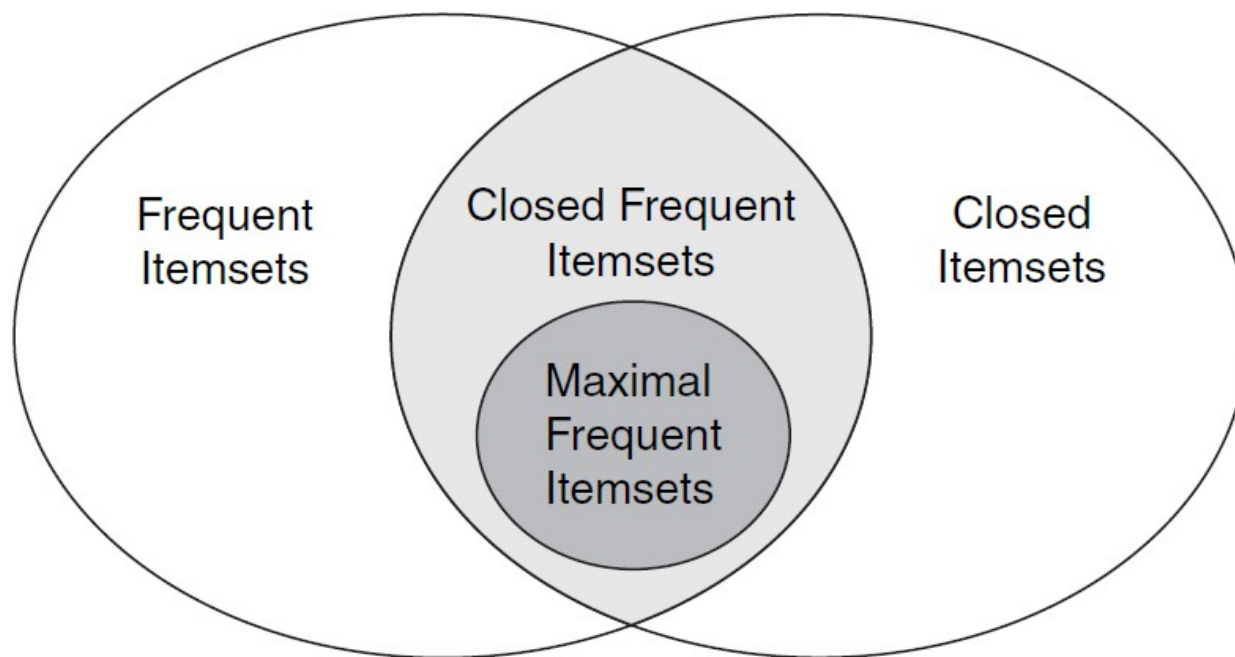 Frequent
Itemsets
Closed Frequent
Itemsets
Closed
Itemsets
Maximal
Frequent
Itemsets